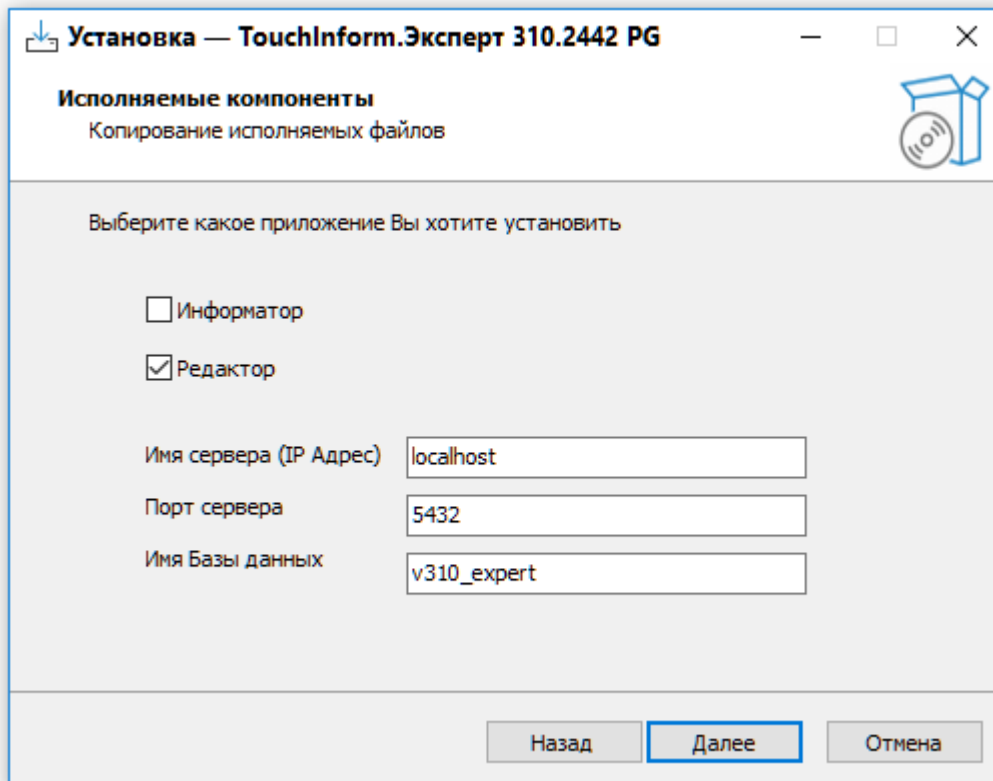 Установка — TouchInform.Эксперт 310.2442 PG
Исполняемые компоненты
Копирование исполняемых файлов
Выберите какое приложение Вы хотите установить
Информатор
Редактор
Имя сервера (IP Адрес) localhost
Порт сервера 5432
Имя Базы данных v310_expert
Назад Далее Отмена